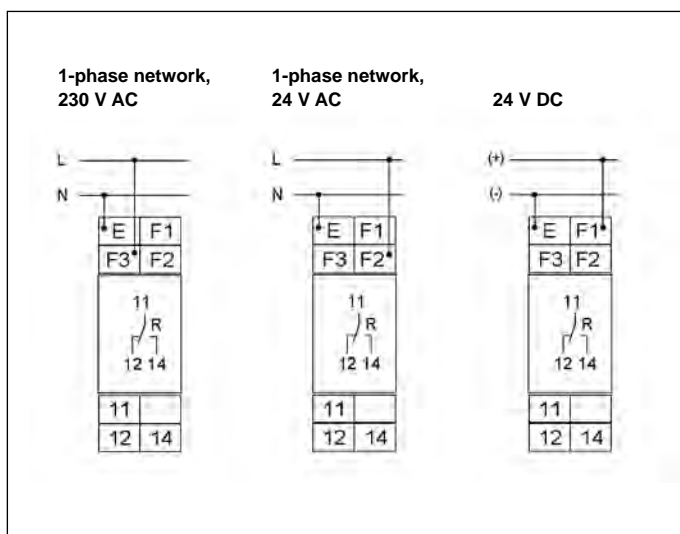 1-phase network,
230 V AC
L
N
E F1
F3 F2
11
R
12 14
11
12 14
1-phase network,
24 V AC
L
N
E F1
F3 F2
11
R
12 14
11
12 14
24 V DC
(+)
(-)
E F1
F3 F2
11
R
12 14
11
12 14